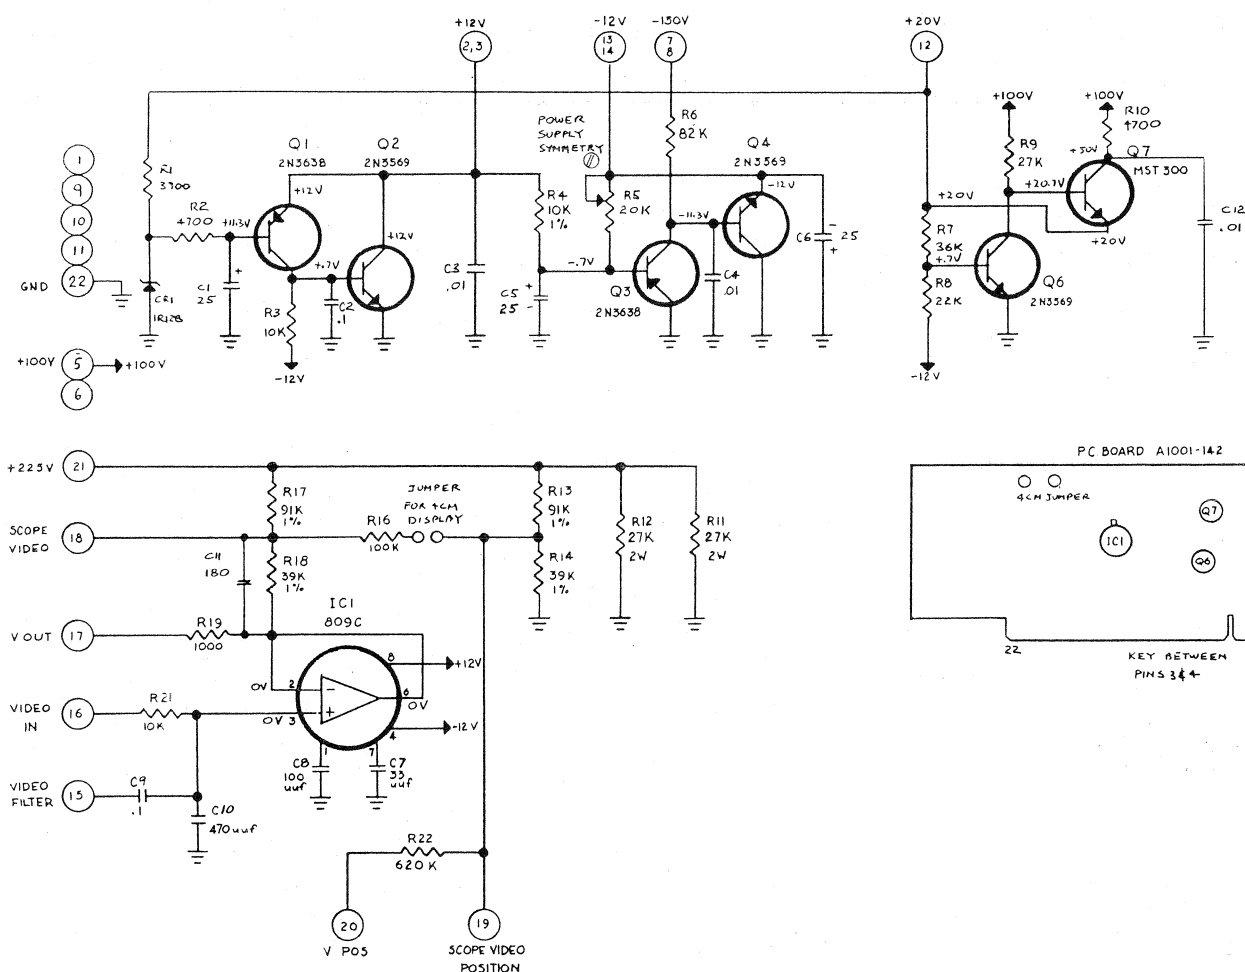 +12V
2,3
-12V
13
14
-150V
7
8
+20V
12
+100V
+100V
R10
4700
R9
27K
+50V
Q7
MST 300
+20.7V
C12
.01
R6
82K
POWER
SUPPLY
SYMMETRY
Q1
2N3638
Q2
2N3569
Q4
2N3569
1
9
10
11
22
GND
R1
3900
R2
4700
+11.3V
+12V
+12V
R4
10K
1%
R5
20K
-12V
-11.3V
C6
25
+20V
R7
36K
+.7V
+20V
R8
22K
Q6
2N3569
CR1
1R12B
C1
25
+
+.7V
R3
10K
C2
.1
C3
.01
-.7V
C5
25
+
-
Q3
2N3638
C4
.01
-
+
-12V
-12V
+100V
5
+100V
6
+225V
21
R17
91K
1%
JUMPER
FOR 4CM
DISPLAY
R13
91K
1%
SCOPE
VIDEO
18
R16
100K
R12
27K
2W
R11
27K
2W
C11
180
R18
39K
1%
R14
39K
1%
IC1
809C
V OUT
17
R19
1000
8
+12V
0V
2
-
6
0V
VIDEO
IN
16
R21
10K
0V
3
+
4
-12V
1
7
C8
100
uuf
C7
33
uuf
VIDEO
FILTER
15
C9
.1
C10
470uuf
R22
620K
20
V POS
19
SCOPE VIDEO
POSITION
PC BOARD A1001-142
4CM JUMPER
Q7
IC1
Q6
22
KEY BETWEEN
PINS 3&4